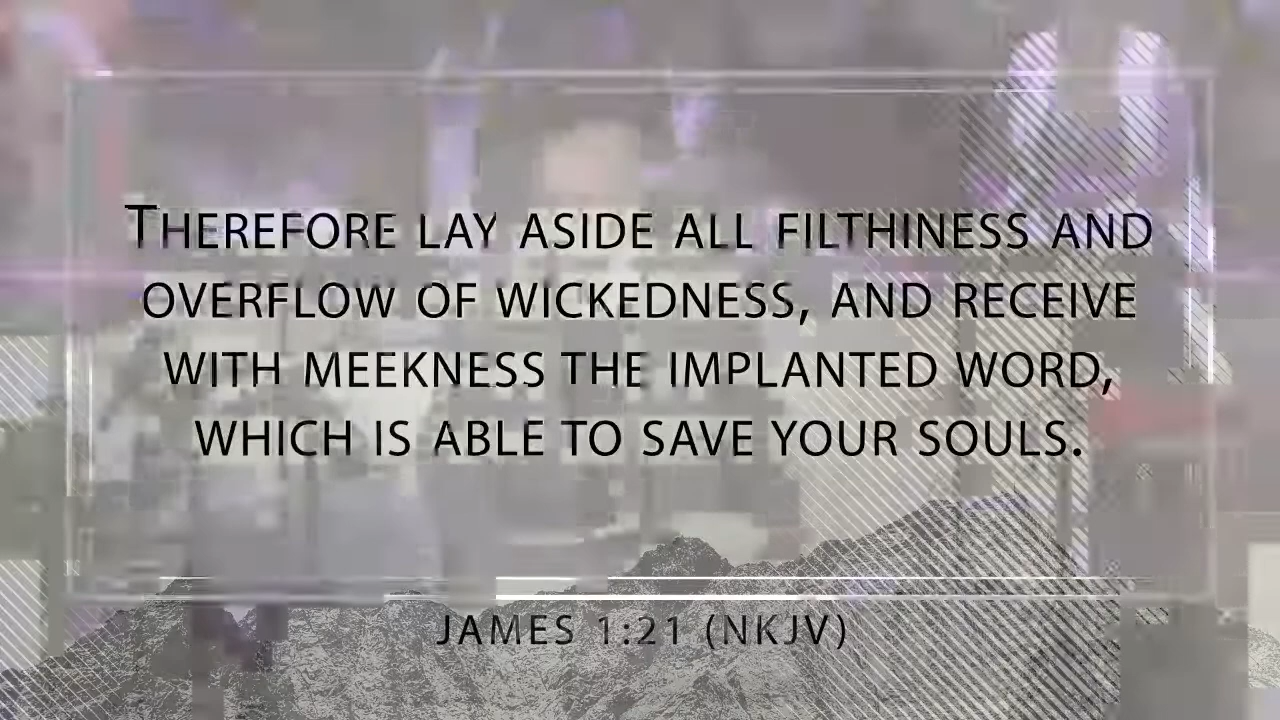 Therefore lay aside all filthiness and
overflow of wickedness, and receive
with meekness the implanted word,
which is able to save your souls.
James 1:21 (NKJV)